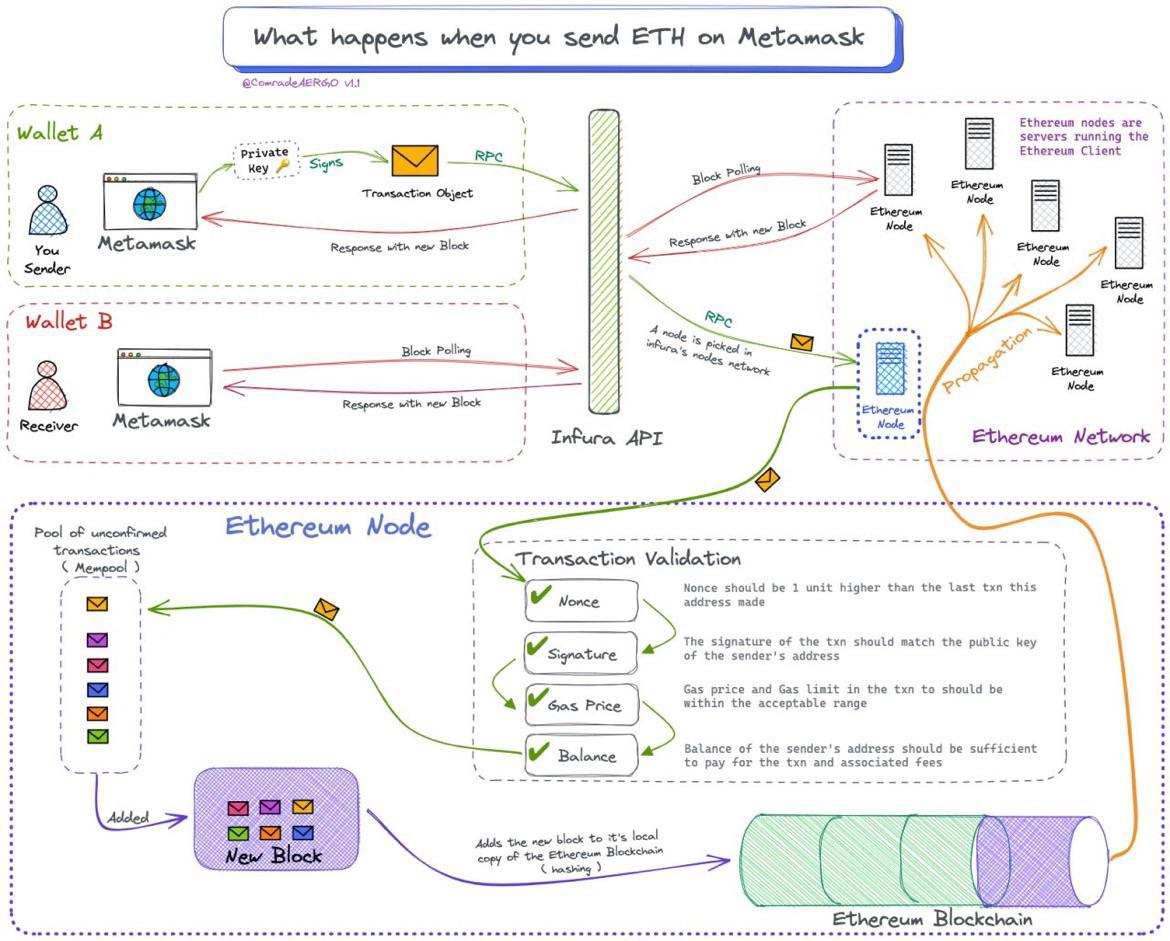 What happens when you send ETH on Metamask
@ComradeAERGO v1.1
Wallet A
Private
Key
Signs
RPC
Transaction Object
You
Sender
Metamask
Response with new Block
Wallet B
Receiver
Metamask
Block Polling
Response with new Block
Infura API
Block Polling
Response with new Block
RPC
A node is picked in
infura's nodes network
Ethereum nodes are
servers running the
Ethereum Client
Ethereum
Node
Ethereum
Node
Ethereum
Node
Ethereum
Node
Ethereum
Node
Ethereum
Node
Propagation
Ethereum Network
Ethereum Node
Pool of unconfirmed
transactions
( Mempool )
Transaction Validation
Nonce
Nonce should be 1 unit higher than the last txn this
address made
Signature
The signature of the txn should match the public key
of the sender's address
Gas Price
Gas price and Gas limit in the txn to should be
within the acceptable range
Balance
Balance of the sender's address should be sufficient
to pay for the txn and associated fees
Added
New Block
Adds the new block to it's local
copy of the Ethereum Blockchain
( hashing )
Ethereum Blockchain